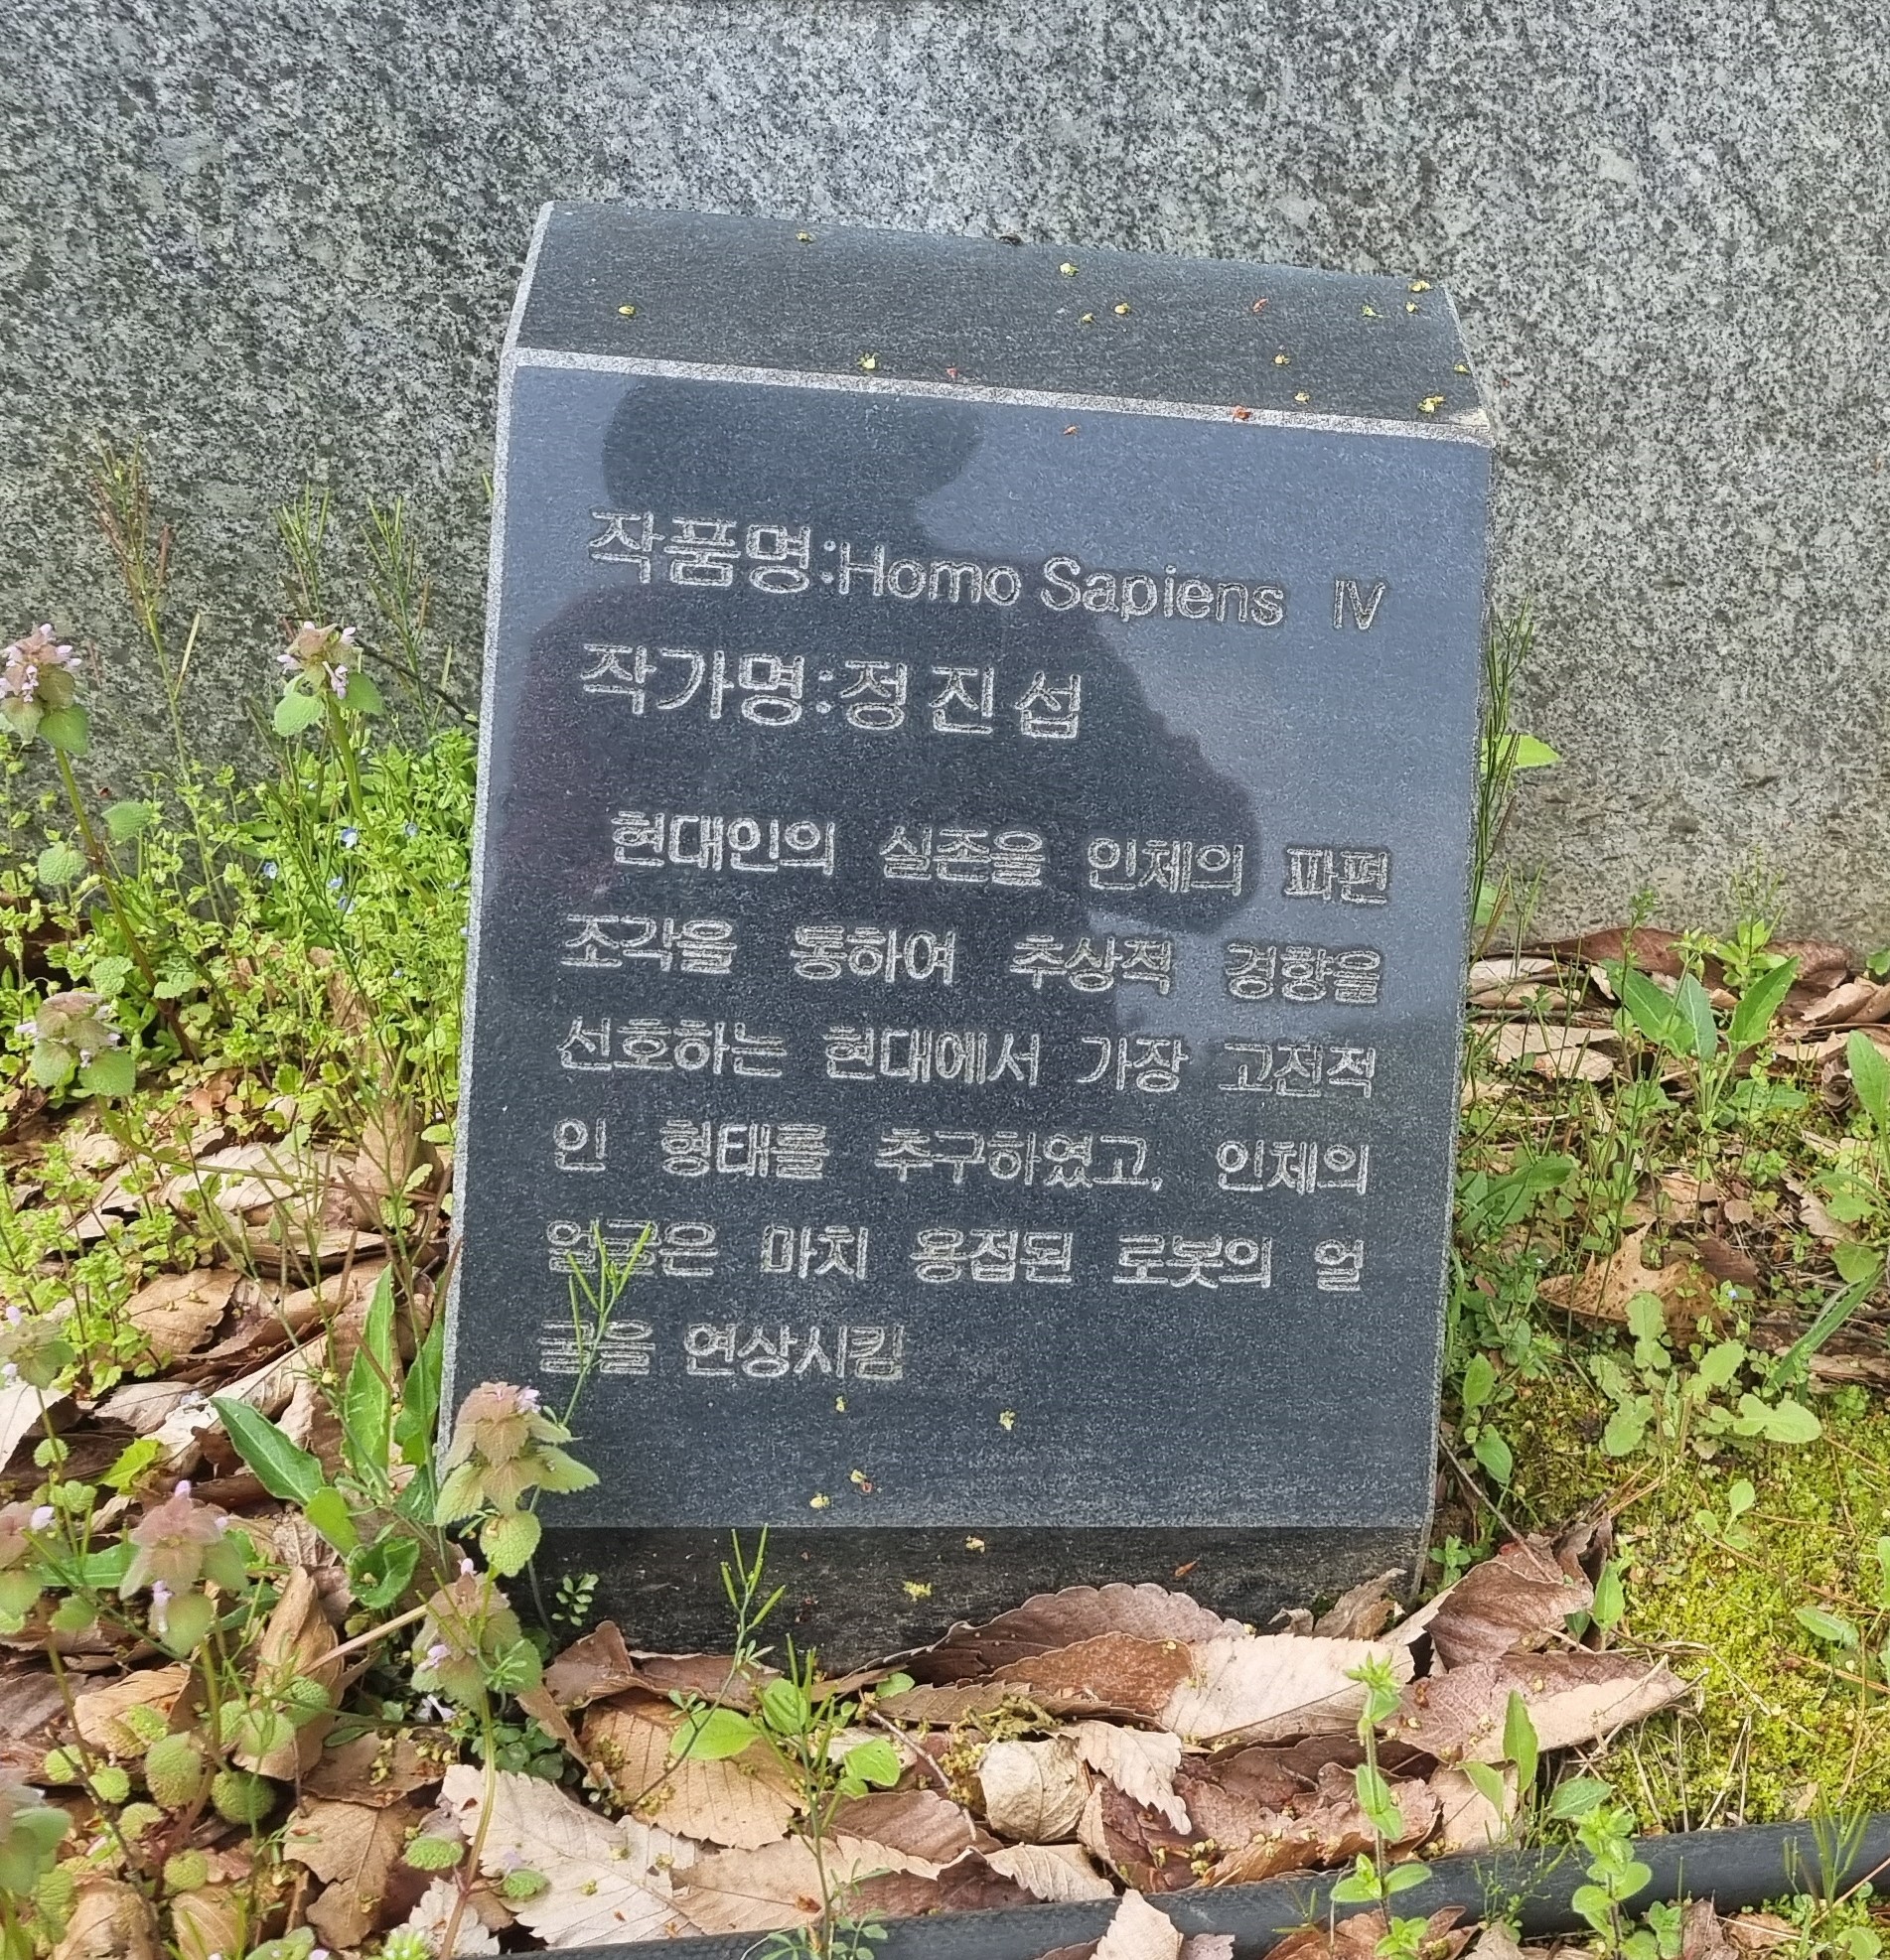 작품명:Homo Sapiens IV
작가명:정진섭
현대인의 실존을 인체의 파편
조각을 통하여 추상적 경향을
선호하는 현대에서 가장 고전적
인 형태를 추구하였고, 인체의
얼굴은 마치 용접된 로봇의 얼
굴을 연상시킴